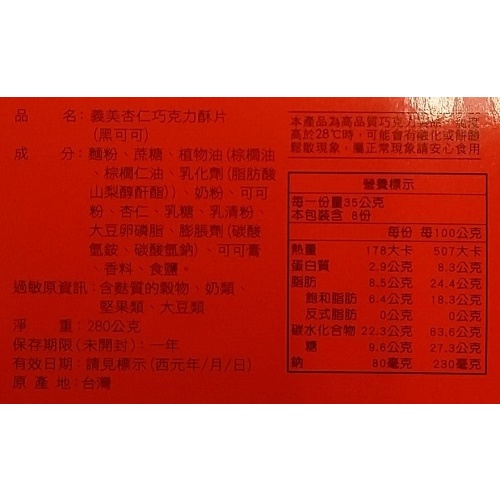 品　　名: 義美杏仁巧克力酥片
(黑可可)
成　　分: 麵粉、蔗糖、植物油(棕櫚油
、棕櫚仁油、乳化劑(脂肪酸
山梨醇酐酯))、奶粉、可可
粉、杏仁、乳糖、乳清粉、
大豆卵磷脂、膨脹劑(碳酸
氫銨、碳酸氫鈉)、可可膏
、香料、食鹽。
過敏原資訊: 含麩質的穀物、奶類、
堅果類、大豆類
淨　　重: 280公克
保存期限(未開封): 一年
有效日期: 請見標示(西元年/月/日)
原 產 地: 台灣
本產品為高品質巧克力
高於28℃時, 可能會有融化或餅體
鬆散現象, 屬正常現象請安心食用
營養標示
每一份量35公克
本包裝含 8份
每份 每100公克
熱量 178大卡 507大卡
蛋白質 2.9公克 8.3公克
脂肪 8.5公克 24.4公克
飽和脂肪 6.4公克 18.3公克
反式脂肪 0公克 0公克
碳水化合物 22.3公克 63.6公克
糖 9.6公克 27.3公克
鈉 80毫克 230毫克